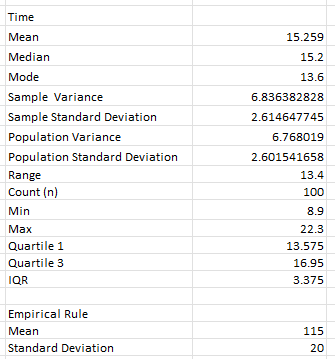 Time
Mean 15.259
Median 15.2
Mode 13.6
Sample Variance 6.836382828
Sample Standard Deviation 2.614647745
Population Variance 6.768019
Population Standard Deviation 2.601541658
Range 13.4
Count (n) 100
Min 8.9
Max 22.3
Quartile 1 13.575
Quartile 3 16.95
IQR 3.375
Empirical Rule
Mean 115
Standard Deviation 20